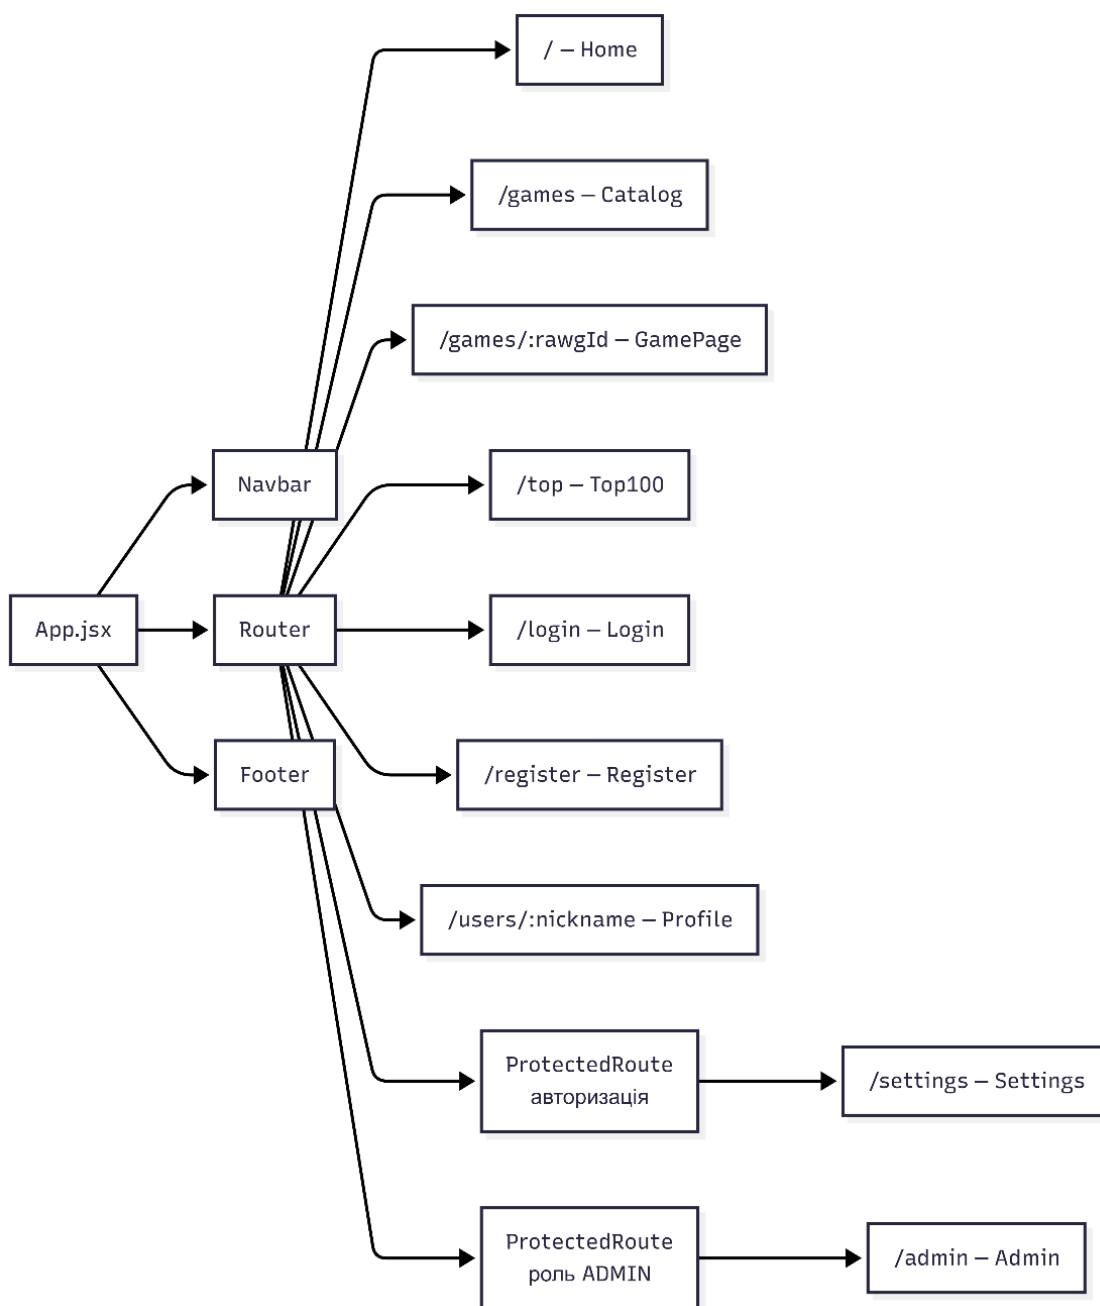 / — Home
/games — Catalog
/games/:rawgId — GamePage
Navbar
/top — Top100
App.jsx
Router
/login — Login
Footer
/register — Register
/users/:nickname — Profile
ProtectedRoute
авторизація
/settings — Settings
ProtectedRoute
роль ADMIN
/admin — Admin